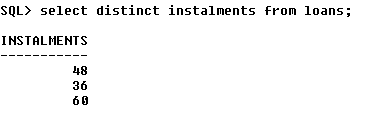 SQL> select distinct instalments from loans;
INSTALMENTS
-----------
48
36
60